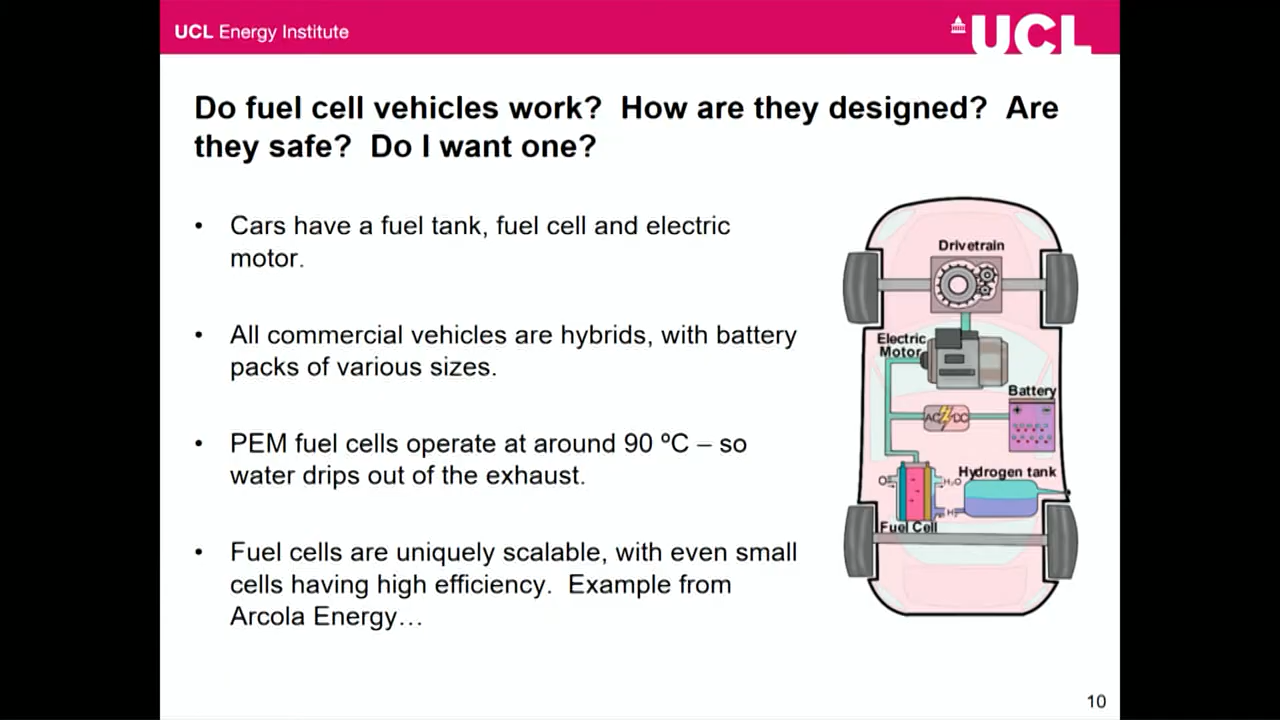 UCL Energy Institute
UCL
Do fuel cell vehicles work?  How are they designed?  Are
they safe?  Do I want one?
• Cars have a fuel tank, fuel cell and electric
motor.
• All commercial vehicles are hybrids, with battery
packs of various sizes.
• PEM fuel cells operate at around 90 ºC – so
water drips out of the exhaust.
• Fuel cells are uniquely scalable, with even small
cells having high efficiency.  Example from
Arcola Energy…
Drivetrain
Electric
Motor
Battery
AC DC
Hydrogen tank
H₂O
Fuel Cell
10